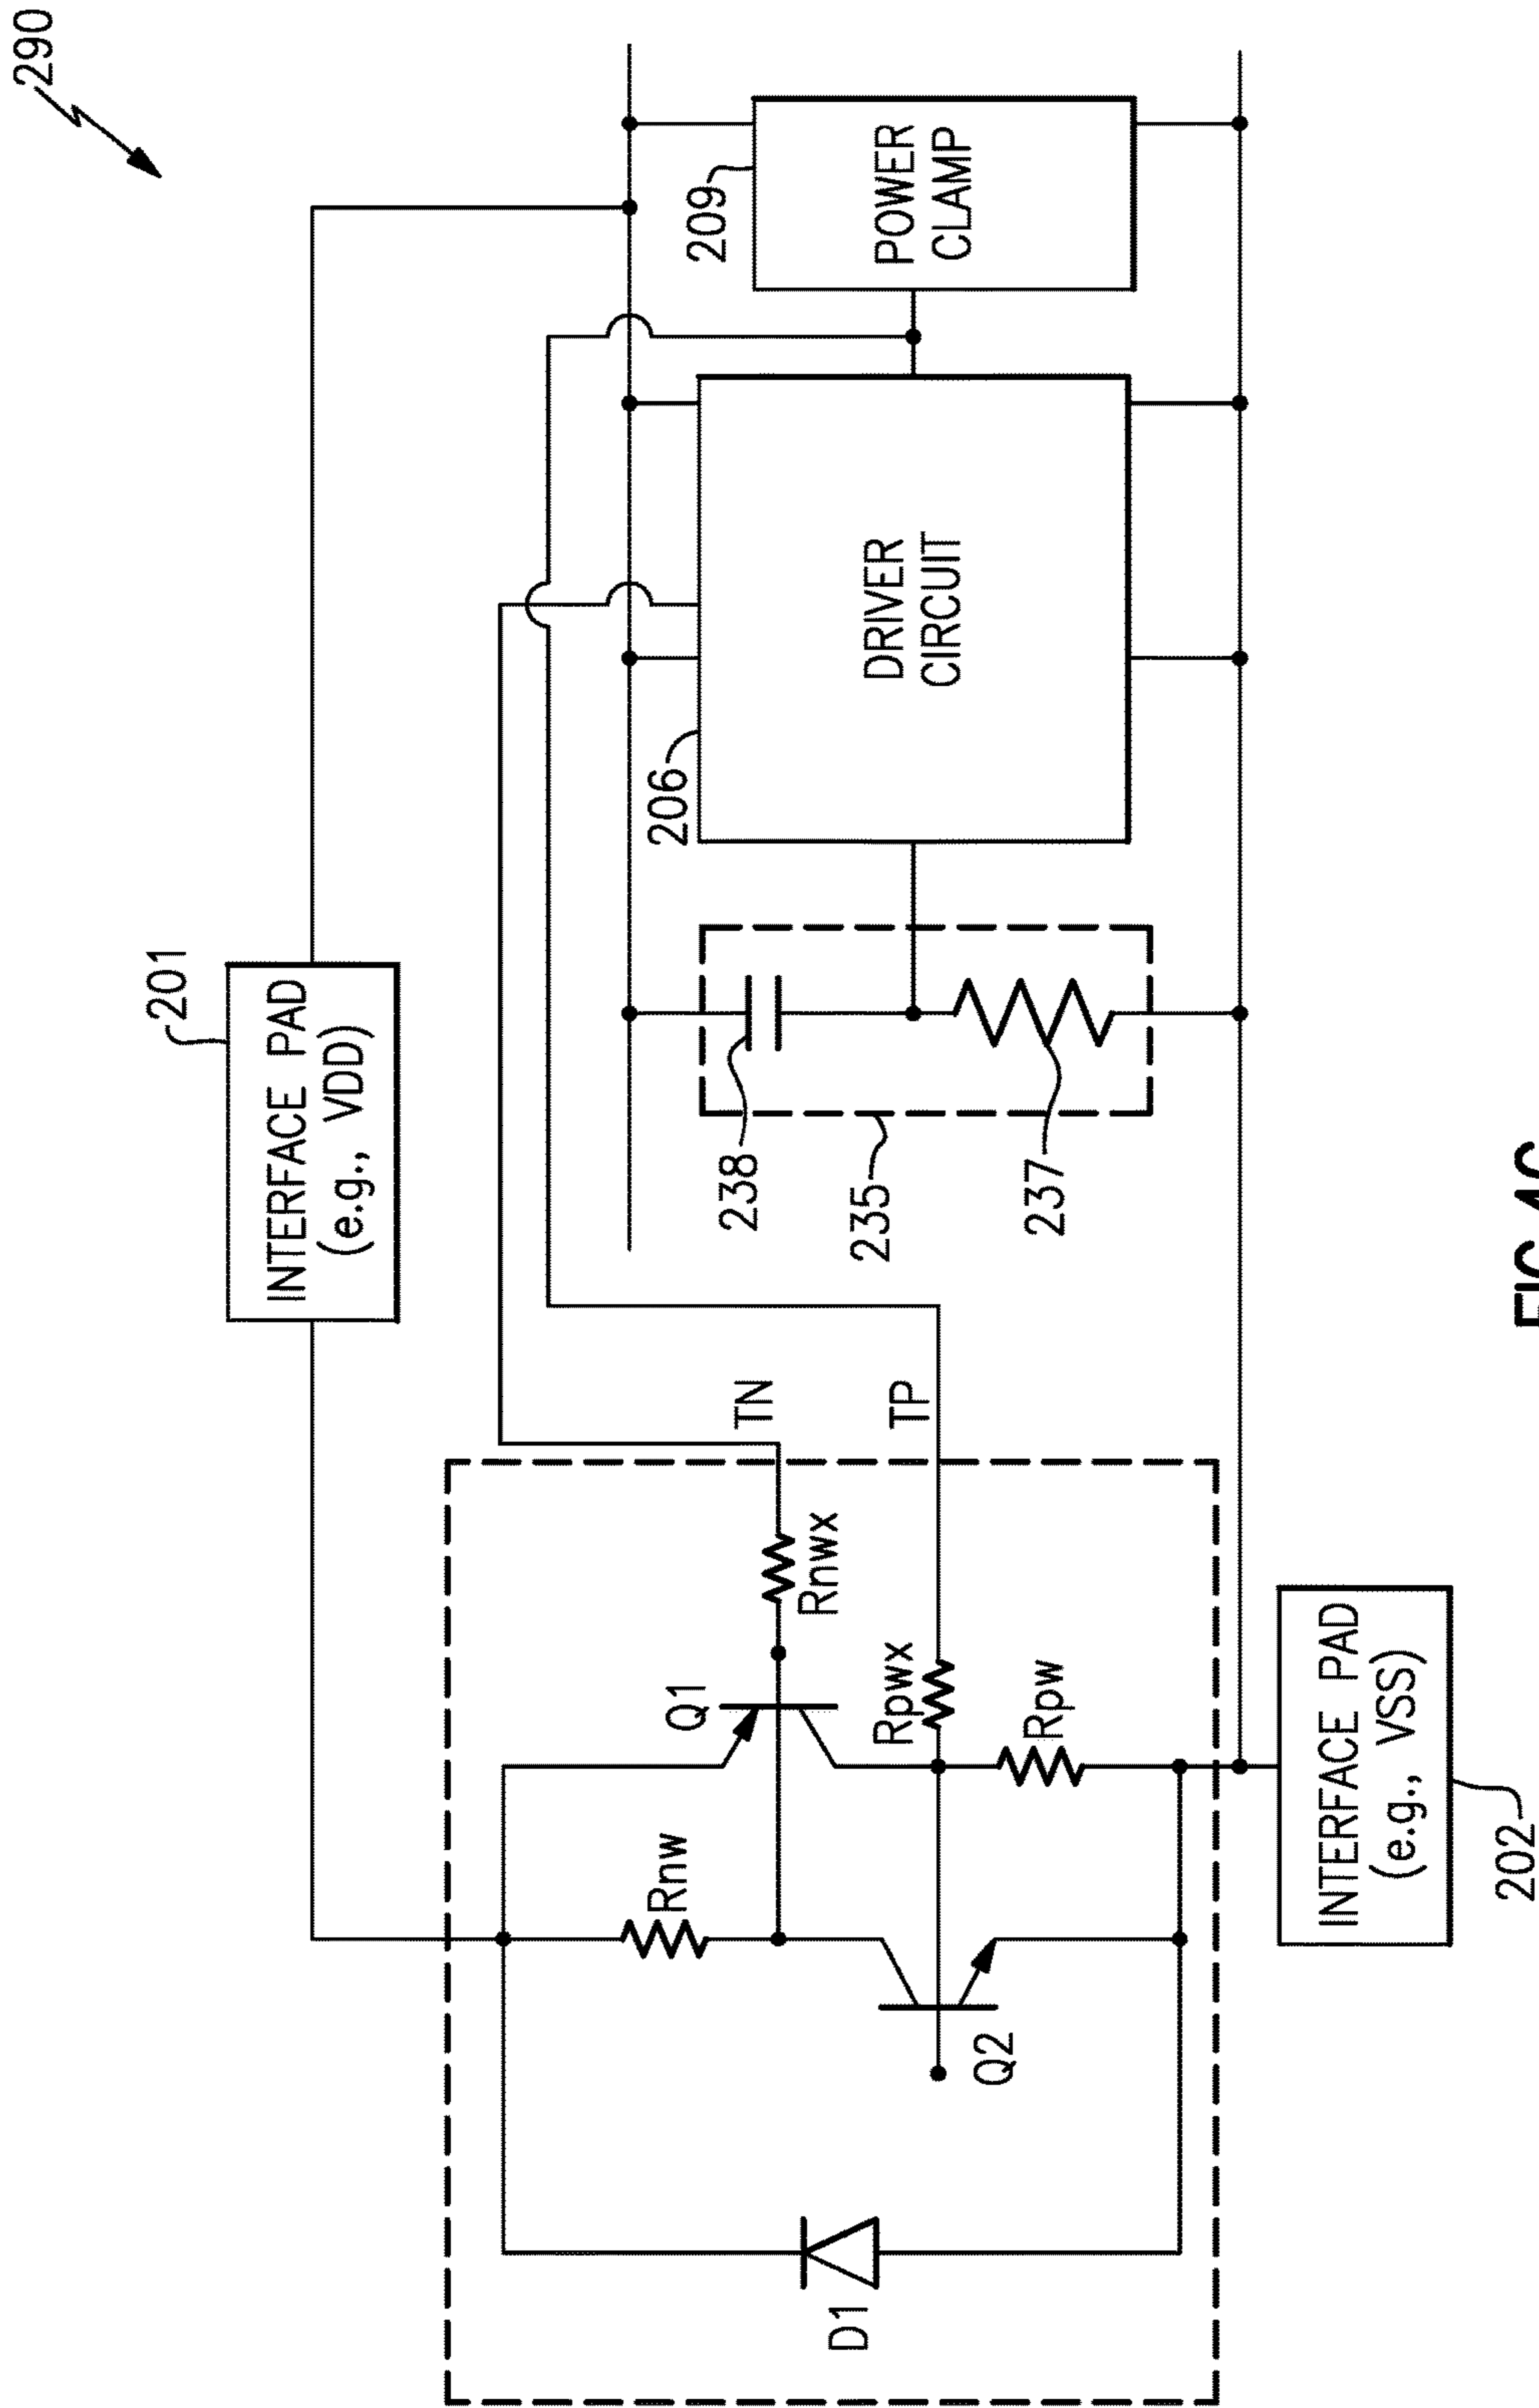 290
201
INTERFACE PAD
(e.g., VDD)
TN
TP
Rnwx
Q1
Rpwx
Rpw
Rnw
Q2
D1
238
235
237
206
DRIVER
CIRCUIT
209
POWER
CLAMP
INTERFACE PAD
(e.g., VSS)
202